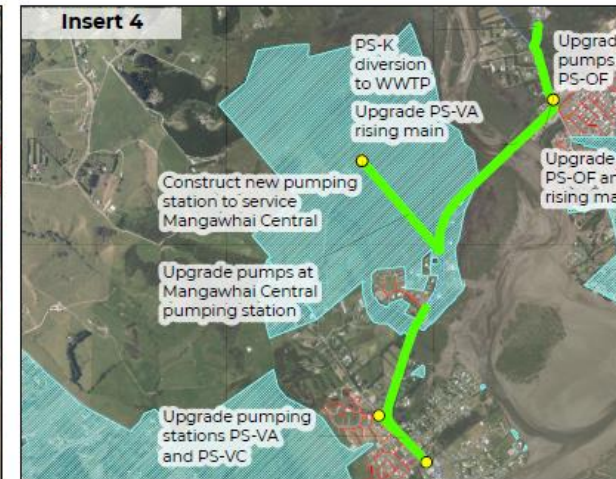 Insert 4
PS-K
diversion
to WWTP
Upgrade PS-VA
rising main
pumps
PS-OF
Upgrade
PS-OF
rising
Construct new pumping
station to service
Mangawhai Central
Upgrade pumps at
Mangawhai Central
pumping station
Upgrade pumping
stations PS-VA
and PS-VC